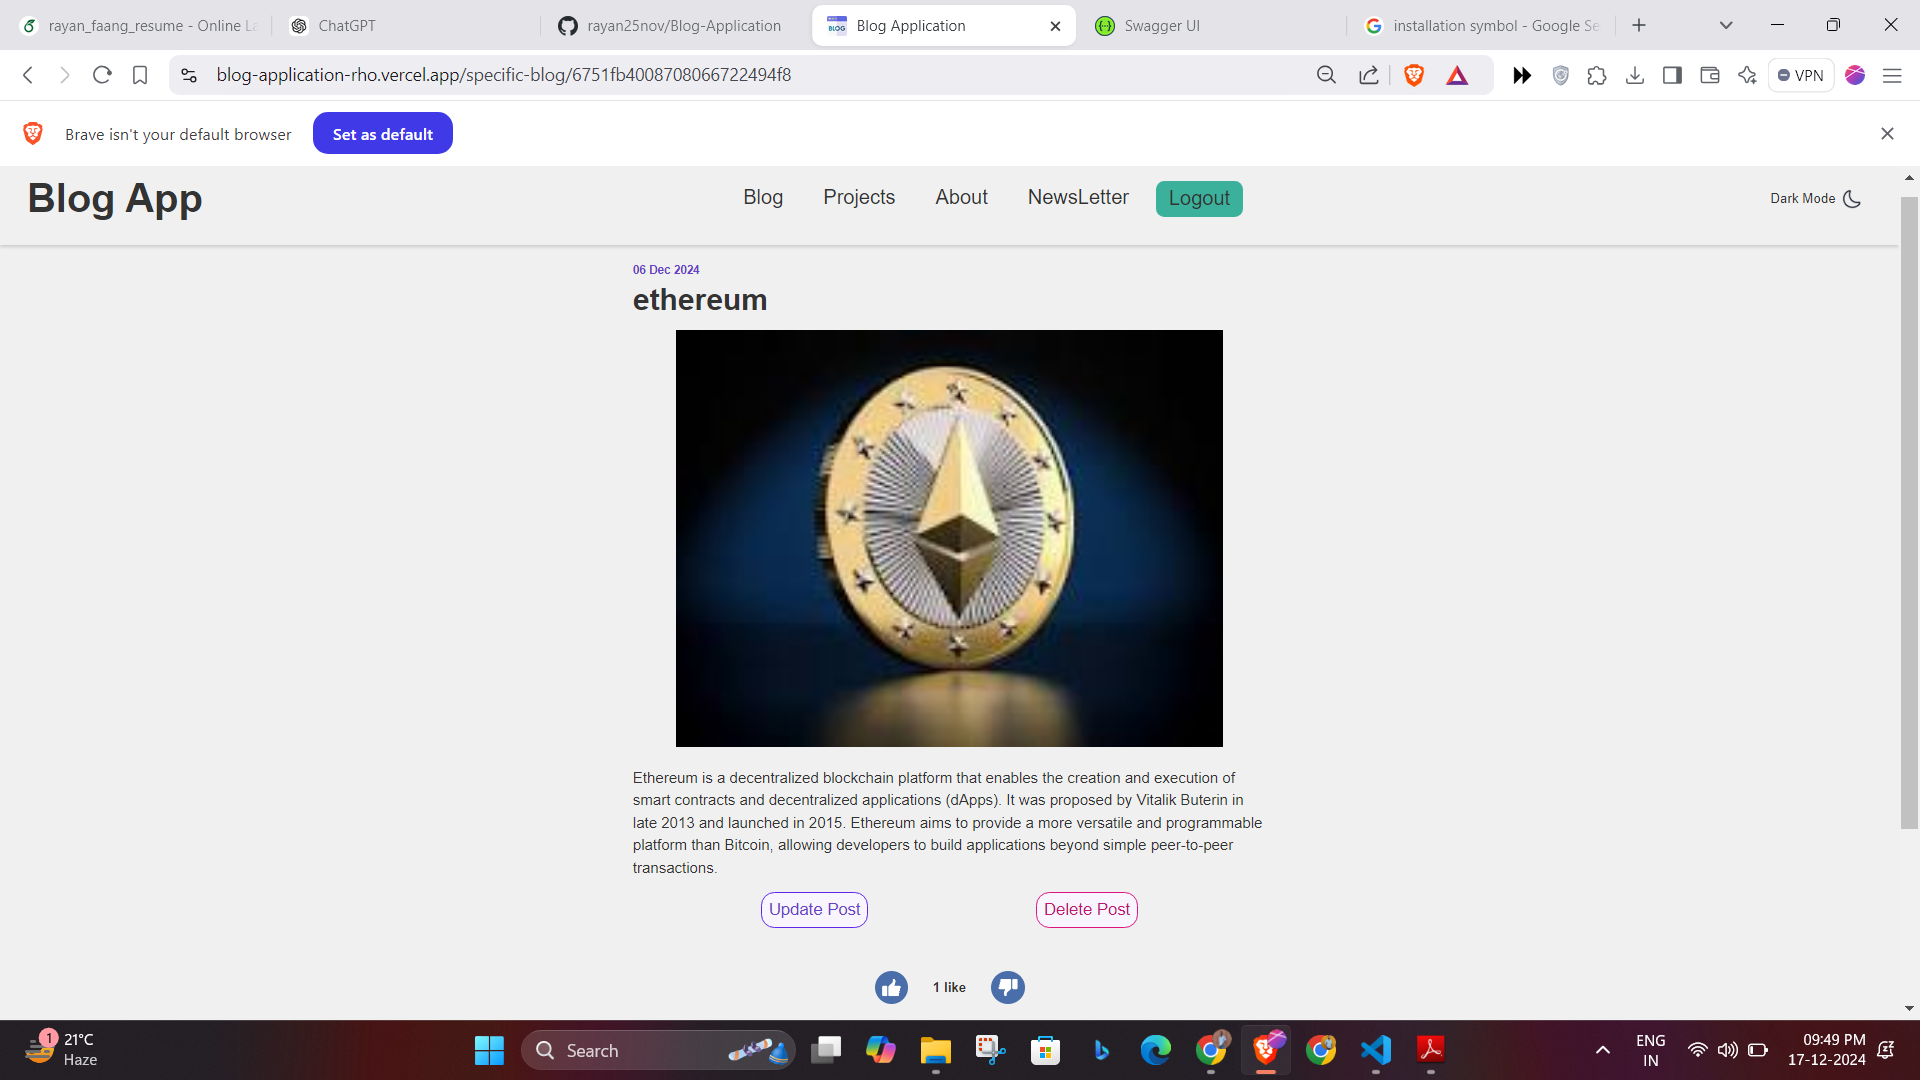 rayan_faang_resume - Online La
ChatGPT
rayan25nov/Blog-Application
Blog Application
Swagger UI
installation symbol - Google Se
blog-application-rho.vercel.app/specific-blog/6751fb4008708066722494f8
VPN
Brave isn't your default browser
Set as default
Blog App
Blog
Projects
About
NewsLetter
Logout
Dark Mode
06 Dec 2024
ethereum
Ethereum is a decentralized blockchain platform that enables the creation and execution of
smart contracts and decentralized applications (dApps). It was proposed by Vitalik Buterin in
late 2013 and launched in 2015. Ethereum aims to provide a more versatile and programmable
platform than Bitcoin, allowing developers to build applications beyond simple peer-to-peer
transactions.
Update Post
Delete Post
1 like
1
21°C
Haze
Search
ENG
IN
09:49 PM
17-12-2024